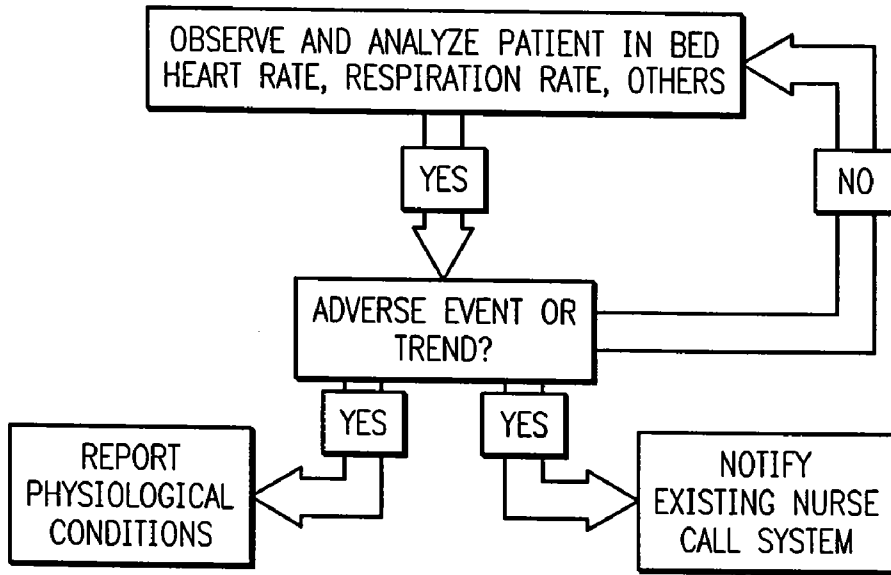 OBSERVE AND ANALYZE PATIENT IN BED
HEART RATE, RESPIRATION RATE, OTHERS
YES
NO
ADVERSE EVENT OR
TREND?
YES
YES
REPORT
PHYSIOLOGICAL
CONDITIONS
NOTIFY
EXISTING NURSE
CALL SYSTEM